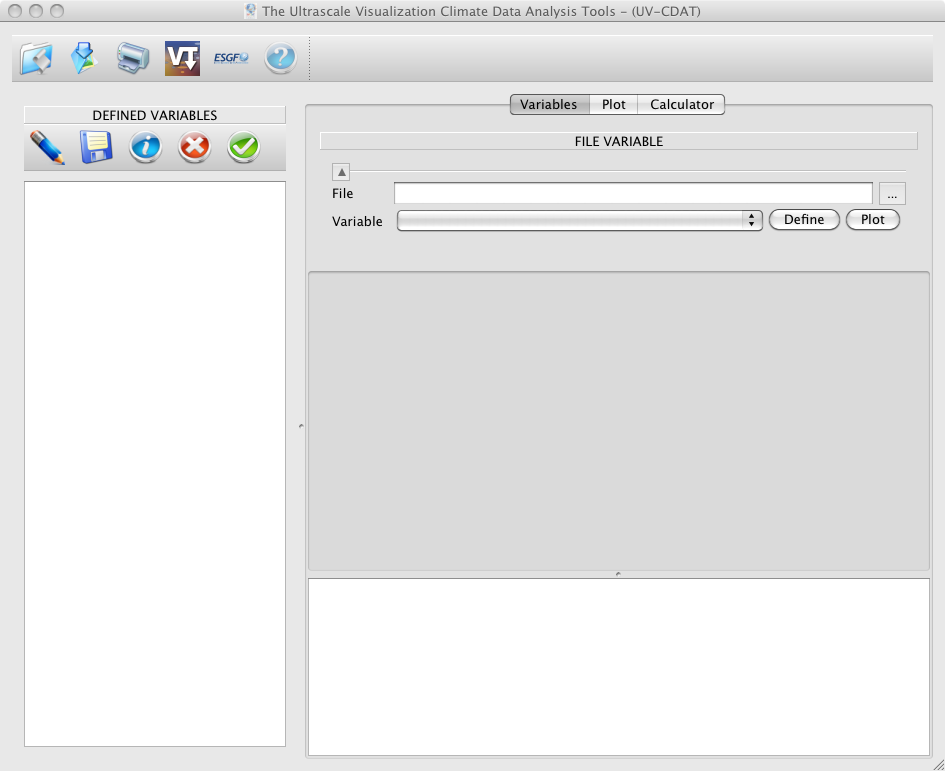 The Ultrascale Visualization Climate Data Analysis Tools - (UV-CDAT)
VT
ESGF
?
DEFINED VARIABLES
i
Variables Plot Calculator
FILE VARIABLE
File ...
Variable Define Plot